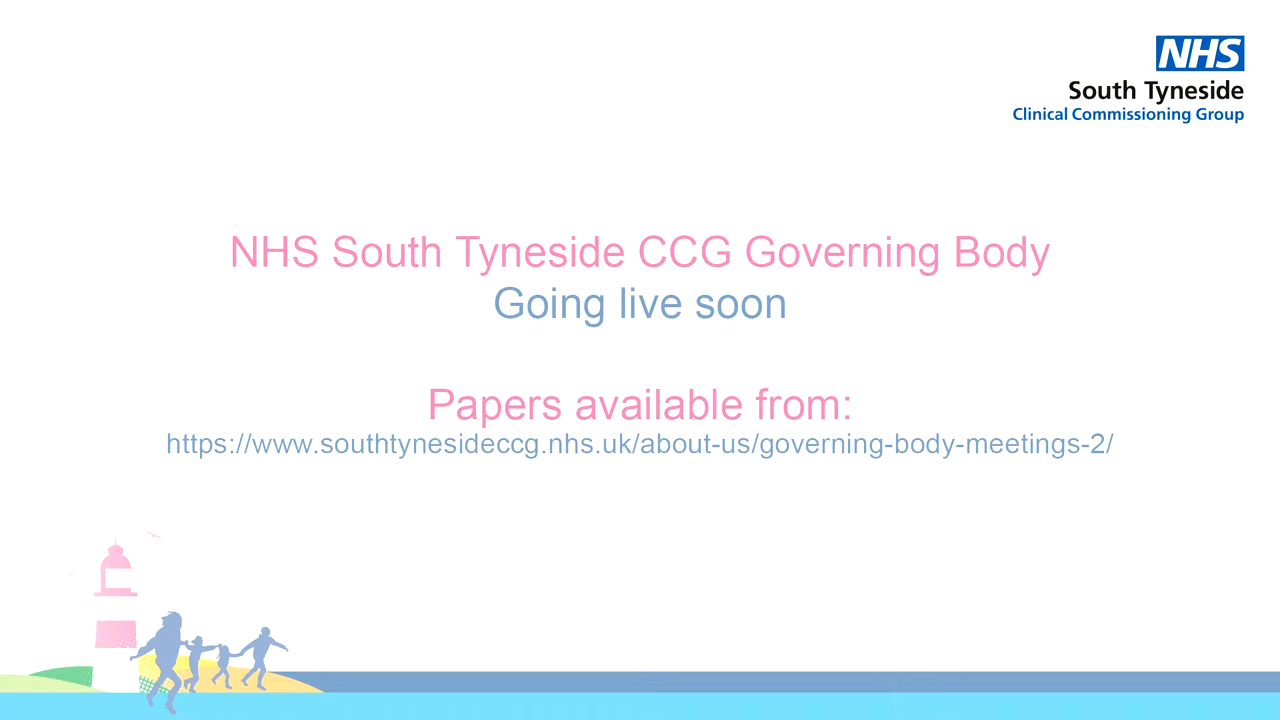 NHS
South Tyneside
Clinical Commissioning Group
NHS South Tyneside CCG Governing Body
Going live soon
Papers available from:
https://www.southtynesideccg.nhs.uk/about-us/governing-body-meetings-2/